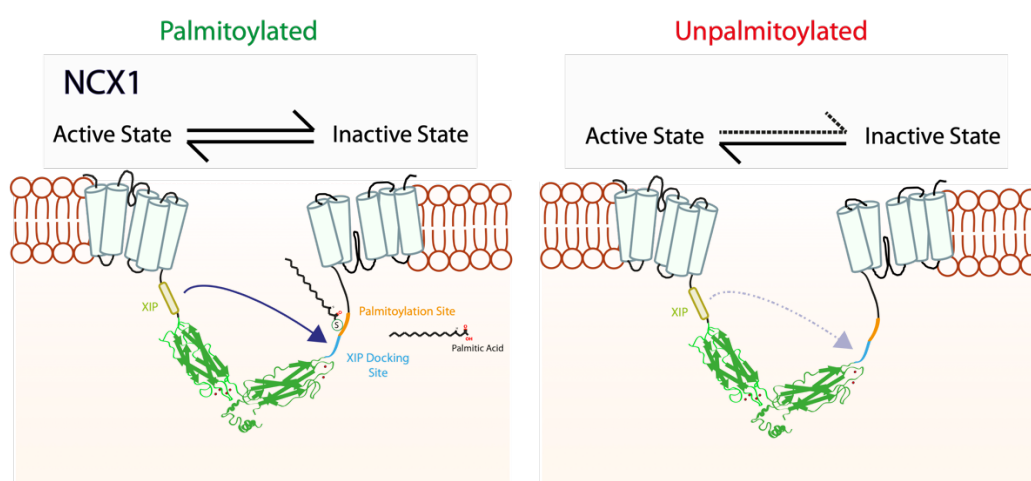 Palmitoylated
NCX1
Active State
Inactive State
XIP
S
O
OH
Palmitoylation Site
Palmitic Acid
XIP Docking
Site
Unpalmitoylated
Active State
Inactive State
XIP